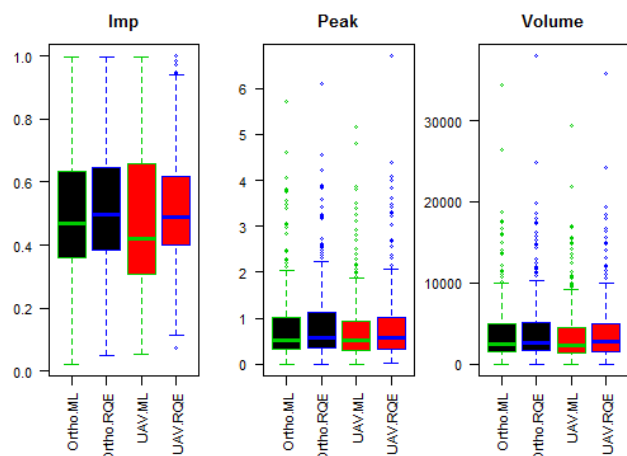 Imp Peak Volume
1.0
0.8
0.6
0.4
0.2
0.0
6
5
4
3
2
1
0
30000
20000
10000
0
Ortho.ML
Ortho.RQE
UAV.ML
UAV.RQE
Ortho.ML
Ortho.RQE
UAV.ML
UAV.RQE
Ortho.ML
Ortho.RQE
UAV.ML
UAV.RQE